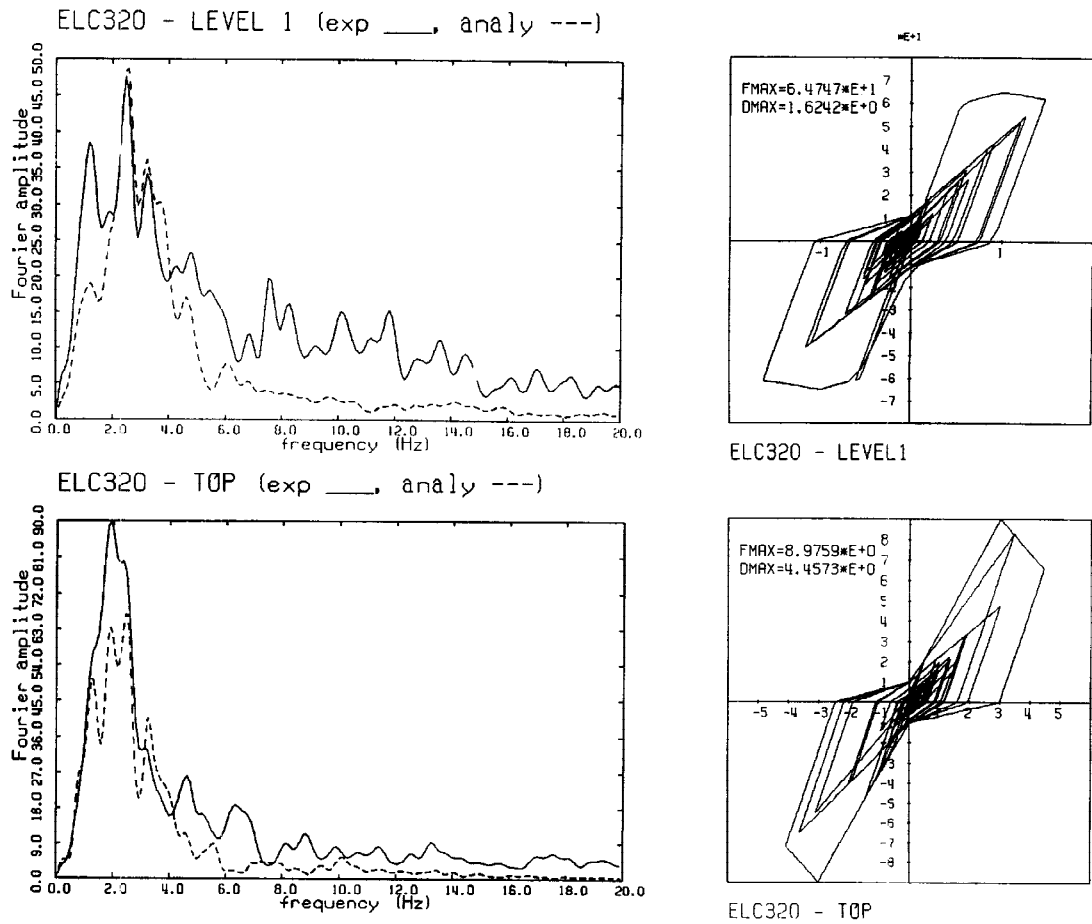 ELC320 - LEVEL 1 (exp ___, analy ---)
Fourier amplitude
0.0 5.0 10.0 15.0 20.0 25.0 30.0 35.0 40.0 45.0 50.0
0.0 2.0 4.0 6.0 8.0 10.0 12.0 14.0 16.0 18.0 20.0
frequency (Hz)
*E+1
FMAX=6.4747*E+1
DMAX=1.6242*E+0
7
6
5
4
3
2
1
-1 1
-3
-4
-5
-6
-7
ELC320 - LEVEL1
ELC320 - TØP (exp ___, analy ---)
Fourier amplitude
0.0 9.0 18.0 27.0 36.0 45.0 54.0 63.0 72.0 81.0 90.0
0.0 2.0 4.0 6.0 8.0 10.0 12.0 14.0 16.0 18.0 20.0
frequency (Hz)
FMAX=8.9759*E+0
DMAX=4.4573*E+0
8
7
6
5
4
3
2
1
-5 -4 -3 -2 -1 2 3 4 5
-3
-4
-5
-6
-7
-8
ELC320 - TØP